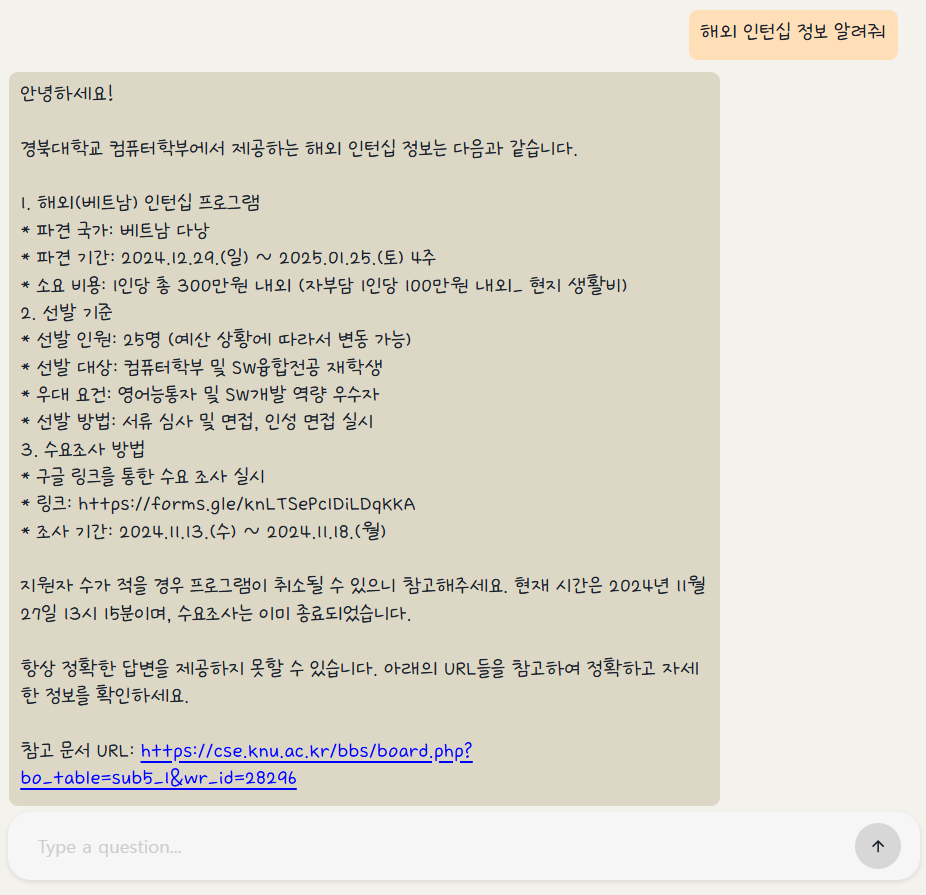 해외 인턴십 정보 알려줘
안녕하세요!
경북대학교 컴퓨터학부에서 제공하는 해외 인턴십 정보는 다음과 같습니다.
1. 해외(베트남) 인턴십 프로그램
* 파견 국가: 베트남 다낭
* 파견 기간: 2024.12.29.(일) ~ 2025.01.25.(토) 4주
* 소요 비용: 1인당 총 300만원 내외 (자부담 1인당 100만원 내외_ 현지 생활비)
2. 선발 기준
* 선발 인원: 25명 (예산 상황에 따라서 변동 가능)
* 선발 대상: 컴퓨터학부 및 SW융합전공 재학생
* 우대 요건: 영어능통자 및 SW개발 역량 우수자
* 선발 방법: 서류 심사 및 면접, 인성 면접 실시
3. 수요조사 방법
* 구글 링크를 통한 수요 조사 실시
* 링크: https://forms.gle/knLTSePc1DiLDqKKA
* 조사 기간: 2024.11.13.(수) ~ 2024.11.18.(월)
지원자 수가 적을 경우 프로그램이 취소될 수 있으니 참고해주세요. 현재 시간은 2024년 11월
27일 13시 15분이며, 수요조사는 이미 종료되었습니다.
항상 정확한 답변을 제공하지 못할 수 있습니다. 아래의 URL들을 참고하여 정확하고 자세
한 정보를 확인하세요.
참고 문서 URL: https://cse.knu.ac.kr/bbs/board.php?
bo_table=sub5_1&wr_id=28296
Type a question...